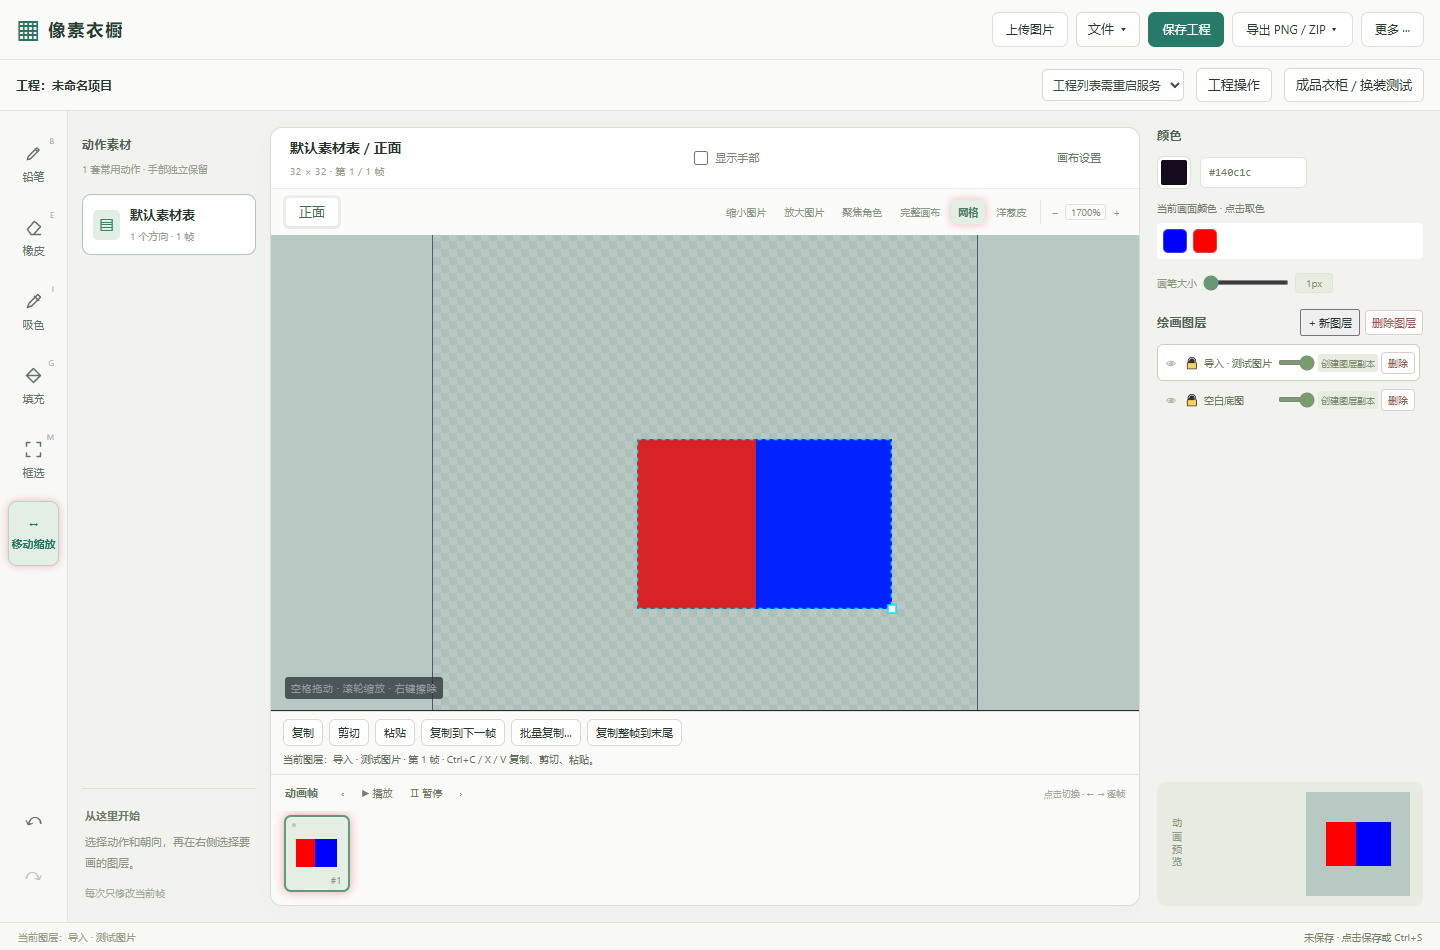 像素衣橱
上传图片
文件
保存工程
导出 PNG / ZIP
更多 ···
工程：未命名项目
工程列表需重启服务
工程操作
成品衣柜 / 换装测试
B
铅笔
E
橡皮
I
吸色
G
填充
M
框选
移动缩放
动作素材
1 套常用动作 · 手部独立保留
默认素材表
1 个方向 · 1 帧
从这里开始
选择动作和朝向，再在右侧选择要
画的图层。
每次只修改当前帧
默认素材表 / 正面
32 × 32 · 第 1 / 1 帧
显示手部
画布设置
正面
缩小图片
放大图片
聚焦角色
完整画布
网格
洋葱皮
− 1700% +
空格拖动 · 滚轮缩放 · 右键擦除
复制
剪切
粘贴
复制到下一帧
批量复制...
复制整帧到末尾
当前图层：导入 · 测试图片 · 第 1 帧 · Ctrl+C / X / V 复制、剪切、粘贴。
动画帧
‹
▶ 播放
暂停
›
点击切换 · ← → 逐帧
#1
颜色
#140c1c
当前画面颜色 · 点击取色
画笔大小
1px
绘画图层
+ 新图层
删除图层
导入 · 测试图片
创建图层副本
删除
空白底图
创建图层副本
删除
动画预览
当前图层：导入 · 测试图片
未保存 · 点击保存或 Ctrl+S